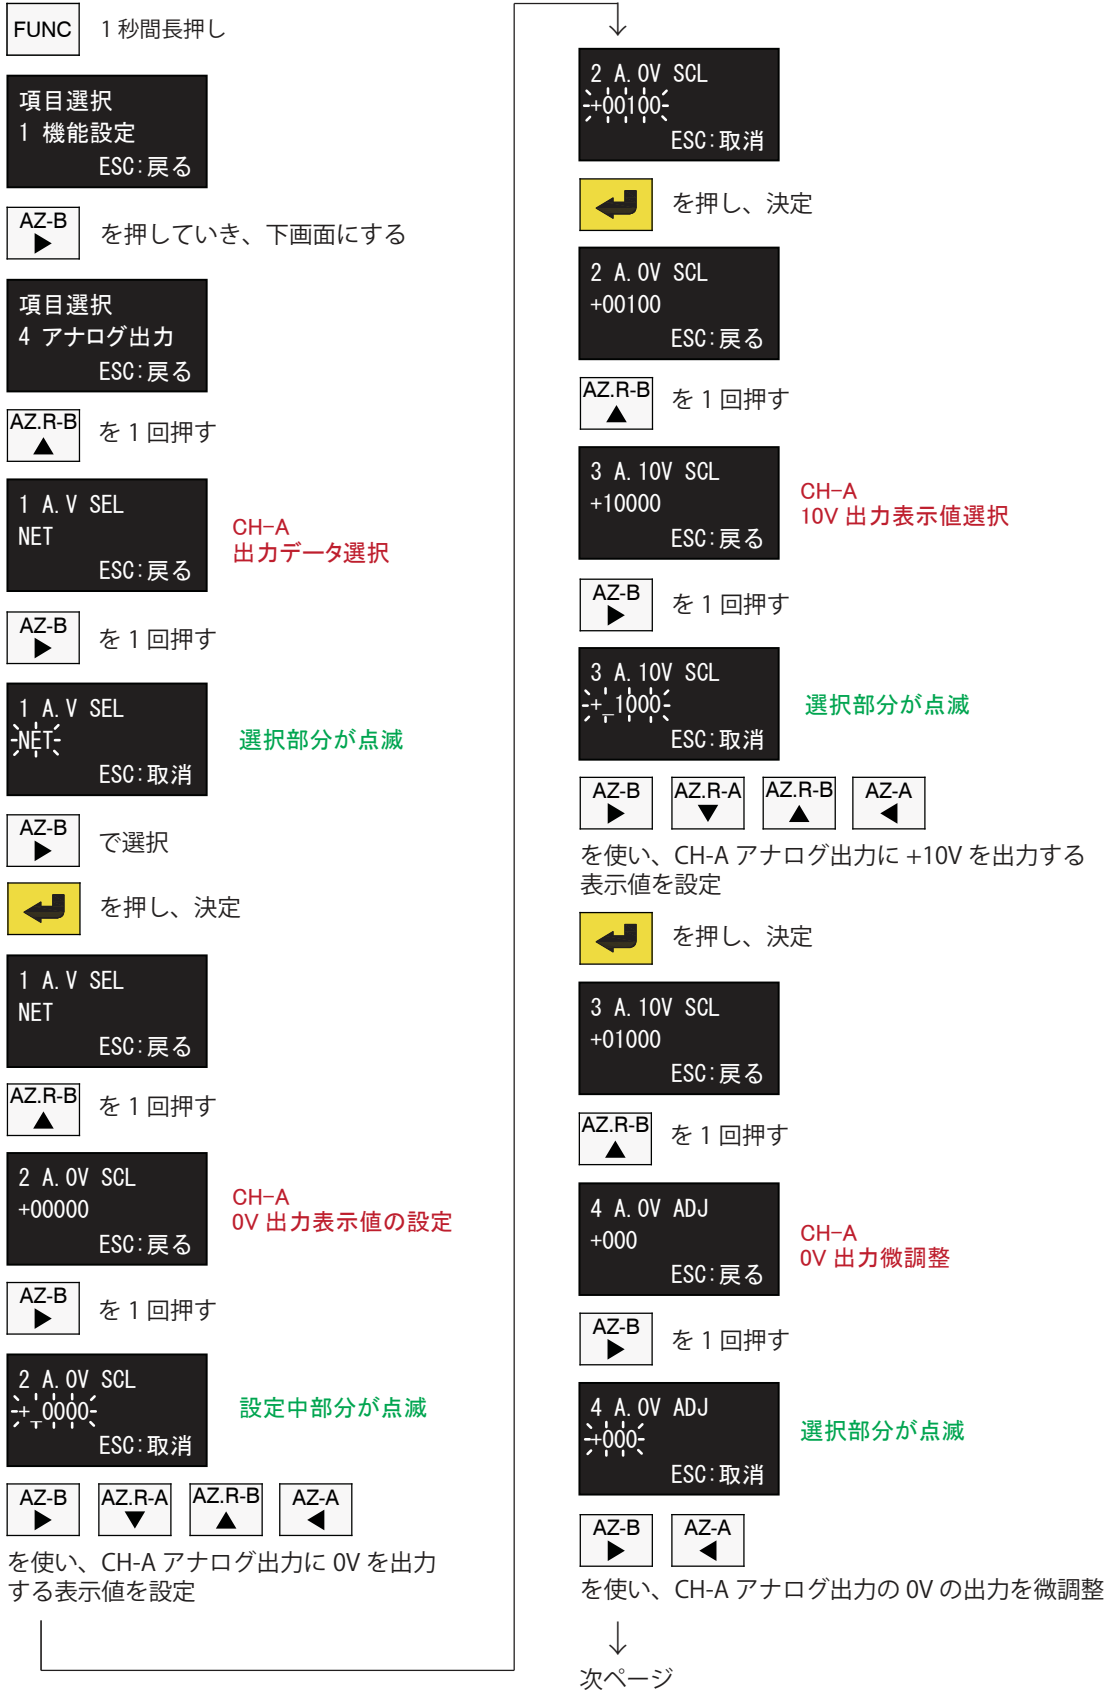 FUNC 1 秒間長押し
項目選択
1 機能設定
ESC:戻る
AZ-B を押していき、下画面にする
項目選択
4 アナログ出力
ESC:戻る
AZ.R-B を 1 回押す
1 A.V SEL
NET
ESC:戻る
CH-A
出力データ選択
AZ-B を 1 回押す
1 A.V SEL
NET
ESC:取消
選択部分が点滅
AZ-B で選択
を押し、決定
1 A.V SEL
NET
ESC:戻る
AZ.R-B を 1 回押す
2 A.0V SCL
+00000
ESC:戻る
CH-A
0V 出力表示値の設定
AZ-B を 1 回押す
2 A.0V SCL
+_0000
ESC:取消
設定中部分が点滅
AZ-B AZ.R-A AZ.R-B AZ-A
を使い、CH-A アナログ出力に 0V を出力
する表示値を設定
2 A.0V SCL
+00100
ESC:取消
を押し、決定
2 A.0V SCL
+00100
ESC:戻る
AZ.R-B を 1 回押す
3 A.10V SCL
+10000
ESC:戻る
CH-A
10V 出力表示値選択
AZ-B を 1 回押す
3 A.10V SCL
+_1000
ESC:取消
選択部分が点滅
AZ-B AZ.R-A AZ.R-B AZ-A
を使い、CH-A アナログ出力に +10V を出力する
表示値を設定
を押し、決定
3 A.10V SCL
+01000
ESC:戻る
AZ.R-B を 1 回押す
4 A.0V ADJ
+000
ESC:戻る
CH-A
0V 出力微調整
AZ-B を 1 回押す
4 A.0V ADJ
+000
ESC:取消
選択部分が点滅
AZ-B AZ-A
を使い、CH-A アナログ出力の 0V の出力を微調整
次ページ